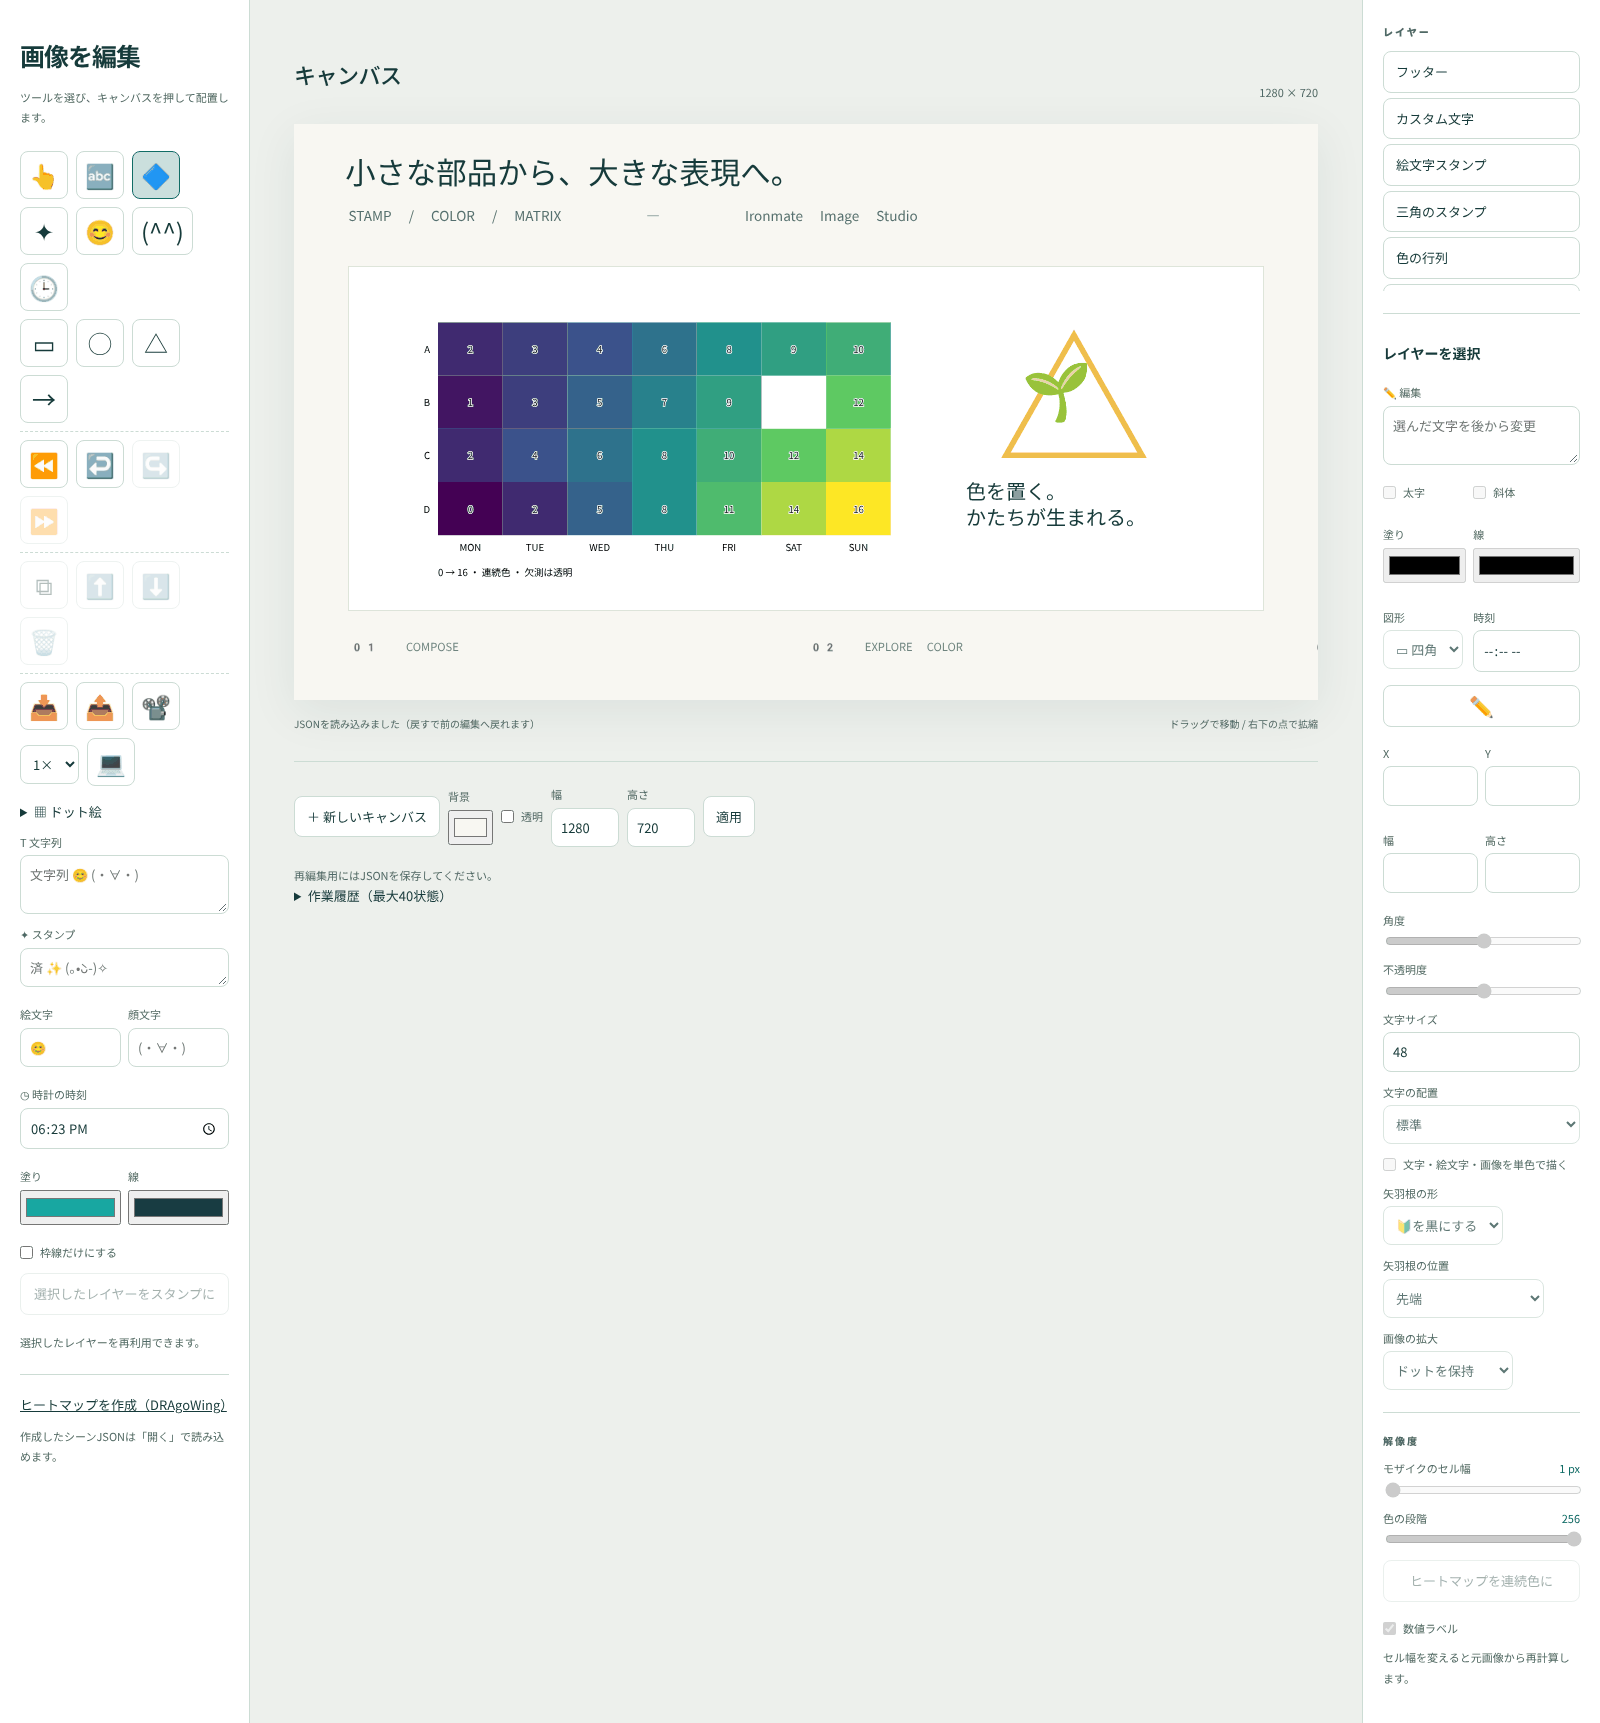 画像を編集
ツールを選び、キャンバスを押して配置し
ます。
abc
(^^)
1×
▦ ドット絵
T 文字列
文字列 😊 (・∀・)
✦ スタンプ
絵文字 顔文字
😊 (・∀・)
◷ 時計の時刻
06:23 PM
塗り 線
枠線だけにする
選択したレイヤーをスタンプに
選択したレイヤーを再利用できます。
ヒートマップを作成（DRAgoWing）
作成したシーンJSONは「開く」で読み込
めます。
キャンバス
1280 × 720
小さな部品から、大きな表現へ。
STAMP / COLOR / MATRIX — Ironmate Image Studio
A 2 3 4 6 8 9 10
B 1 3 5 7 9 12
C 2 4 6 8 10 12 14
D 0 2 5 8 11 14 16
MON TUE WED THU FRI SAT SUN
0 → 16 ・ 連続色 ・ 欠測は透明
色を置く。
かたちが生まれる。
01 COMPOSE 02 EXPLORE COLOR
JSONを読み込みました（戻すで前の編集へ戻れます）
ドラッグで移動 / 右下の点で拡縮
＋ 新しいキャンバス
背景
透明
幅
1280
高さ
720
適用
再編集用にはJSONを保存してください。
作業履歴（最大40状態）
レイヤー
フッター
カスタム文字
絵文字スタンプ
三角のスタンプ
色の行列
レイヤーを選択
✏️ 編集
選んだ文字を後から変更
太字 斜体
塗り 線
図形 時刻
▭ 四角 --:-- --
✏️
X Y
幅 高さ
角度
不透明度
文字サイズ
48
文字の配置
標準
文字・絵文字・画像を単色で描く
矢羽根の形
🔰を黒にする
矢羽根の位置
先端
画像の拡大
ドットを保持
解像度
モザイクのセル幅 1 px
色の段階 256
ヒートマップを連続色に
数値ラベル
セル幅を変えると元画像から再計算し
ます。